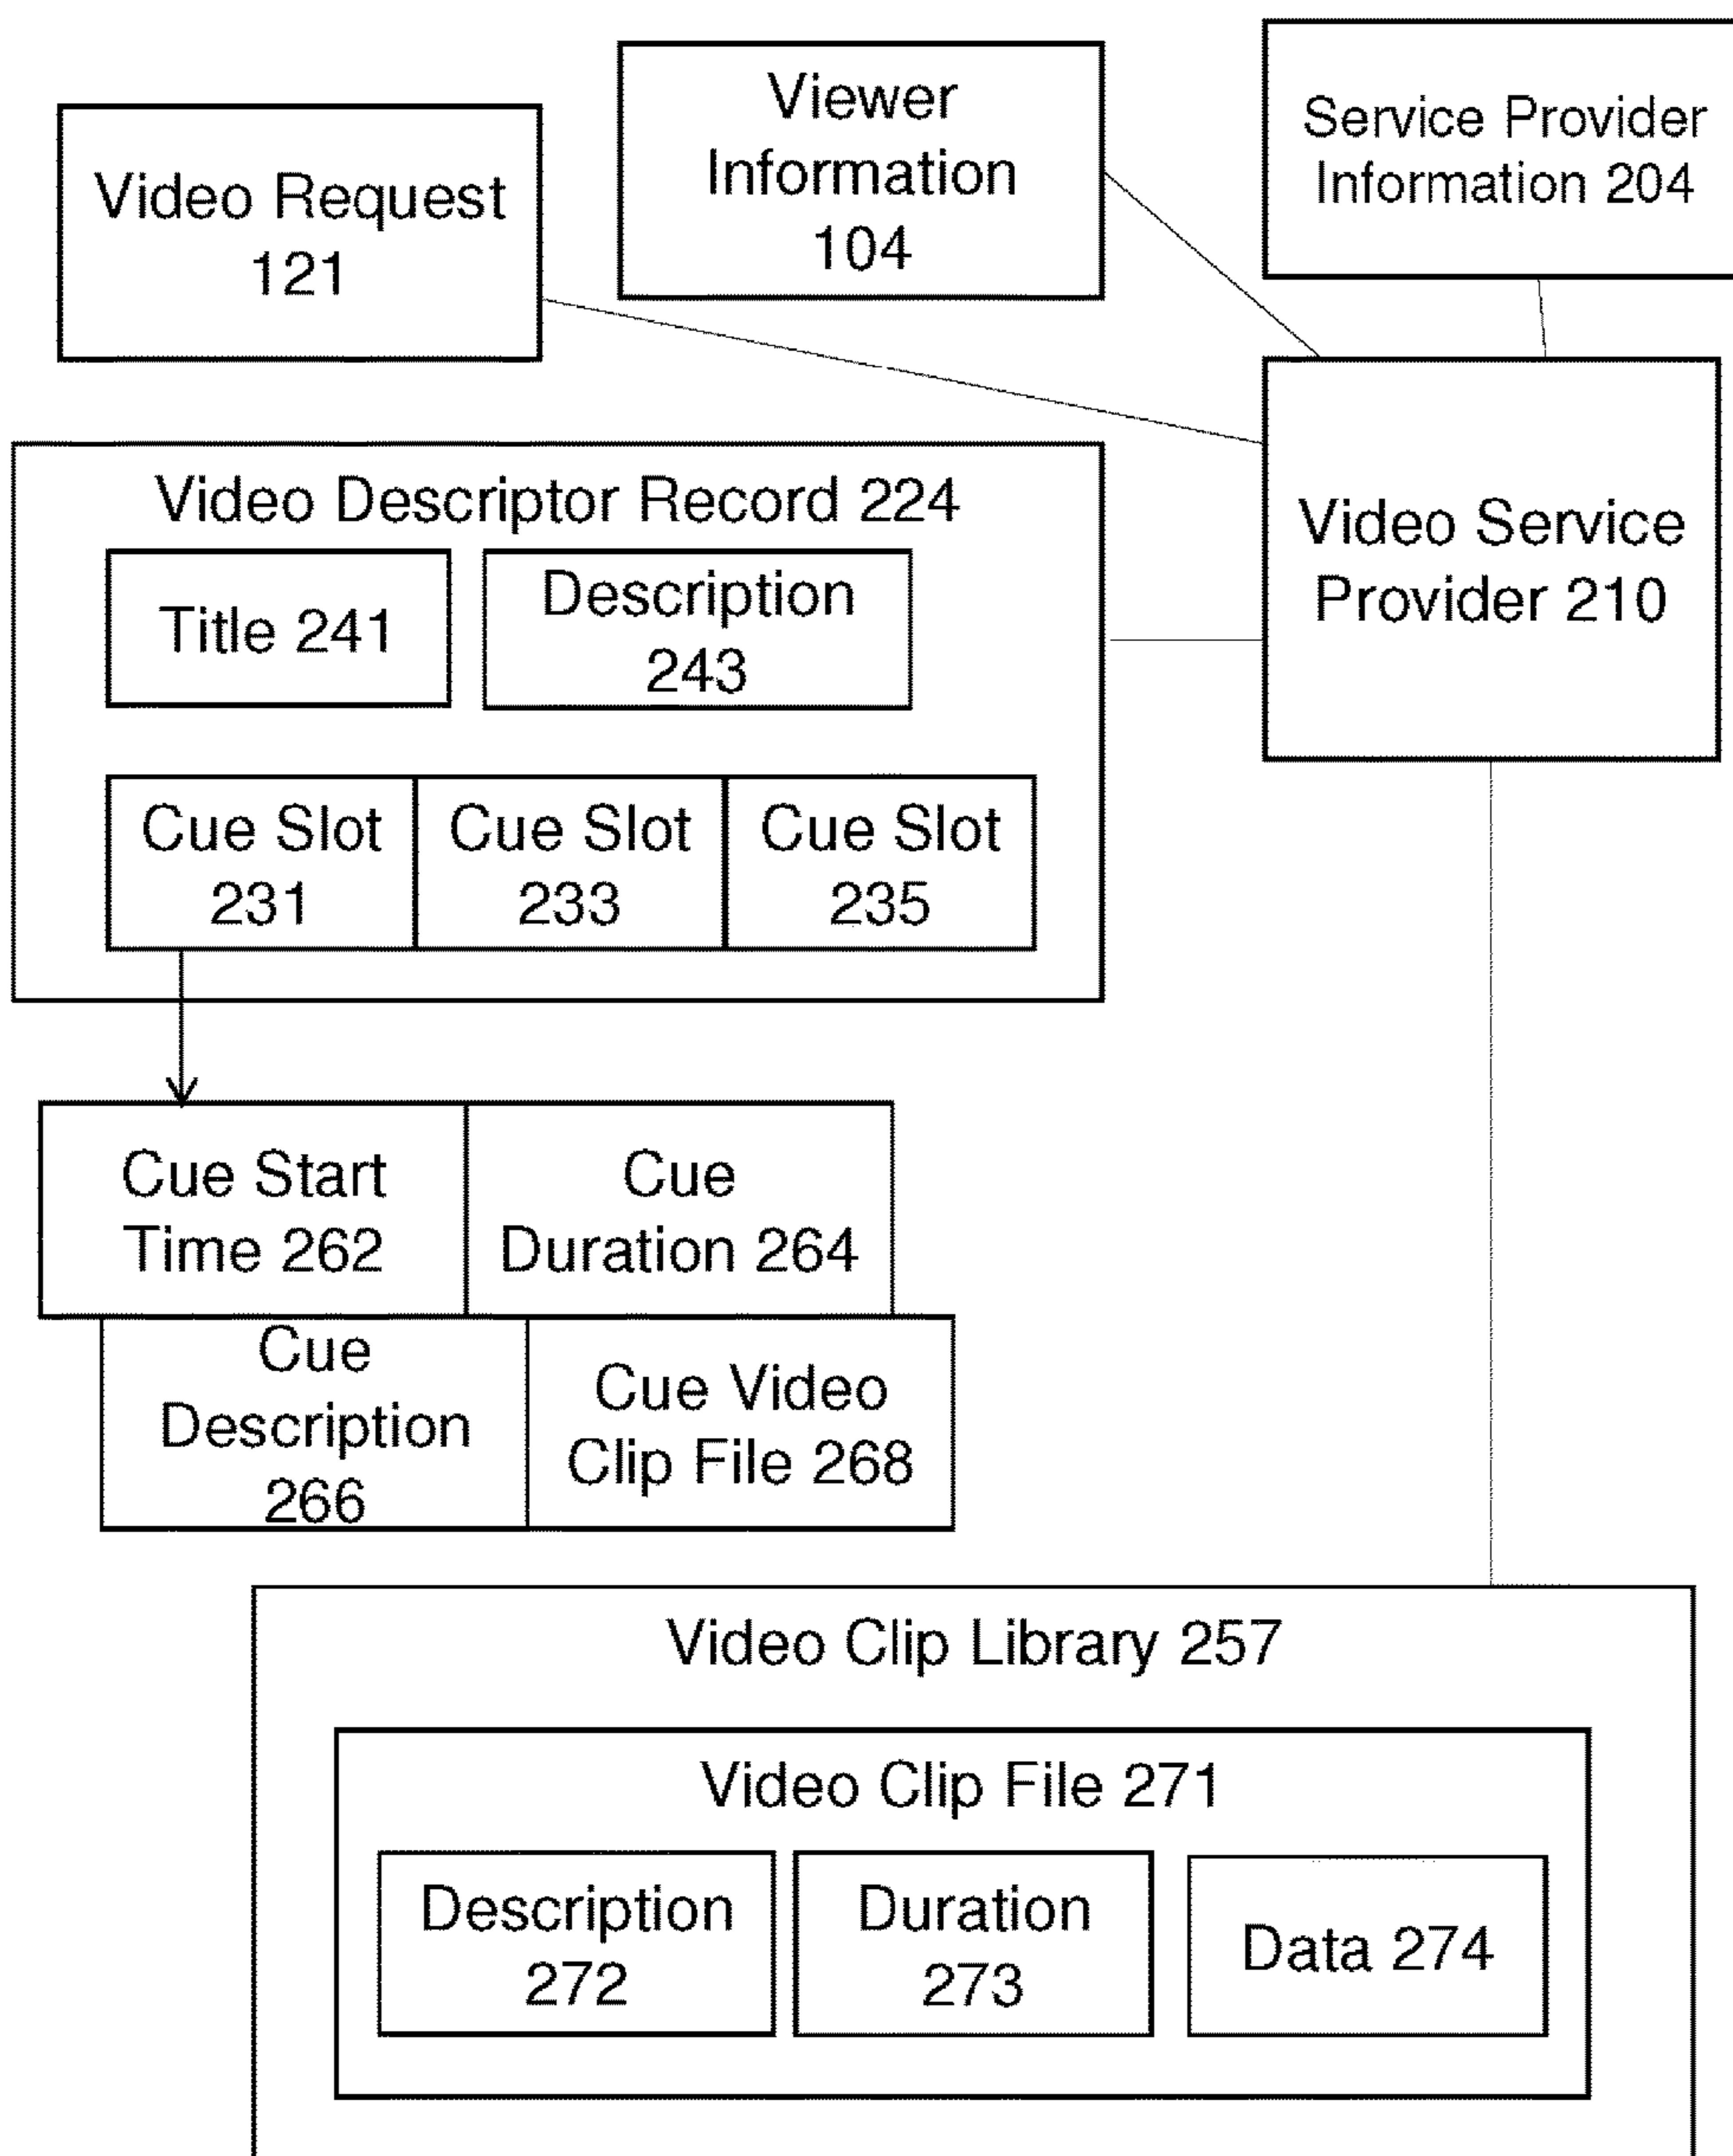 Video Request
121
Viewer
Information
104
Service Provider
Information 204
Video Service
Provider 210
Video Descriptor Record 224
Title 241
Description
243
Cue Slot
231
Cue Slot
233
Cue Slot
235
Cue Start
Time 262
Cue
Duration 264
Cue
Description
266
Cue Video
Clip File 268
Video Clip Library 257
Video Clip File 271
Description
272
Duration
273
Data 274